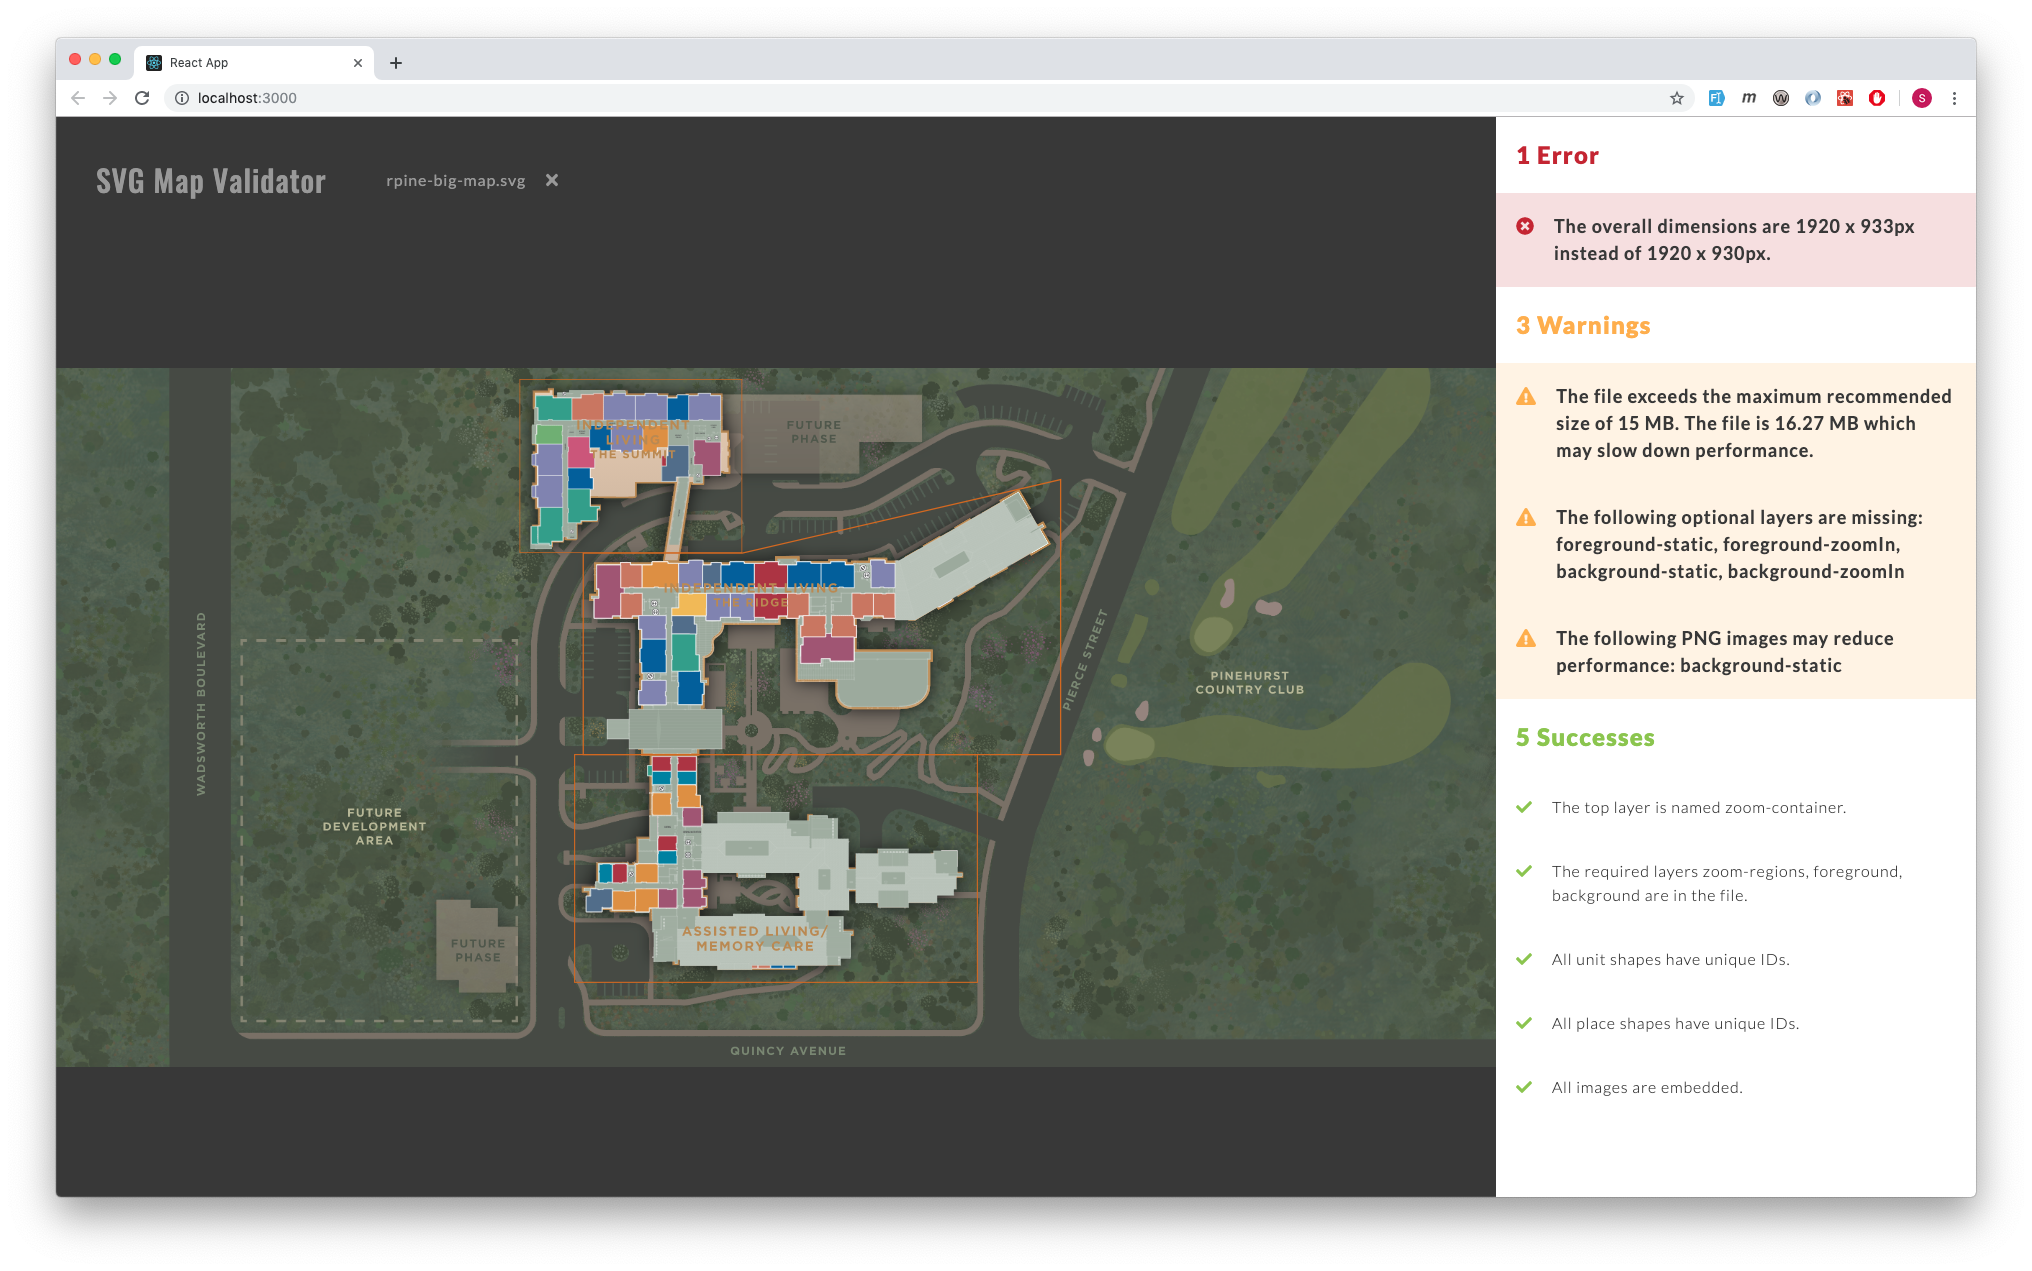 React App
localhost:3000
SVG Map Validator
rpine-big-map.svg
1 Error
The overall dimensions are 1920 x 933px
instead of 1920 x 930px.
3 Warnings
The file exceeds the maximum recommended
size of 15 MB. The file is 16.27 MB which
may slow down performance.
The following optional layers are missing:
foreground-static, foreground-zoomIn,
background-static, background-zoomIn
The following PNG images may reduce
performance: background-static
5 Successes
The top layer is named zoom-container.
The required layers zoom-regions, foreground,
background are in the file.
All unit shapes have unique IDs.
All place shapes have unique IDs.
All images are embedded.
INDEPENDENT
LIVING
THE SUMMIT
FUTURE
PHASE
INDEPENDENT LIVING
THE RIDGE
WADSWORTH BOULEVARD
PIERCE STREET
PINEHURST
COUNTRY CLUB
FUTURE
DEVELOPMENT
AREA
FUTURE
PHASE
ASSISTED LIVING/
MEMORY CARE
QUINCY AVENUE